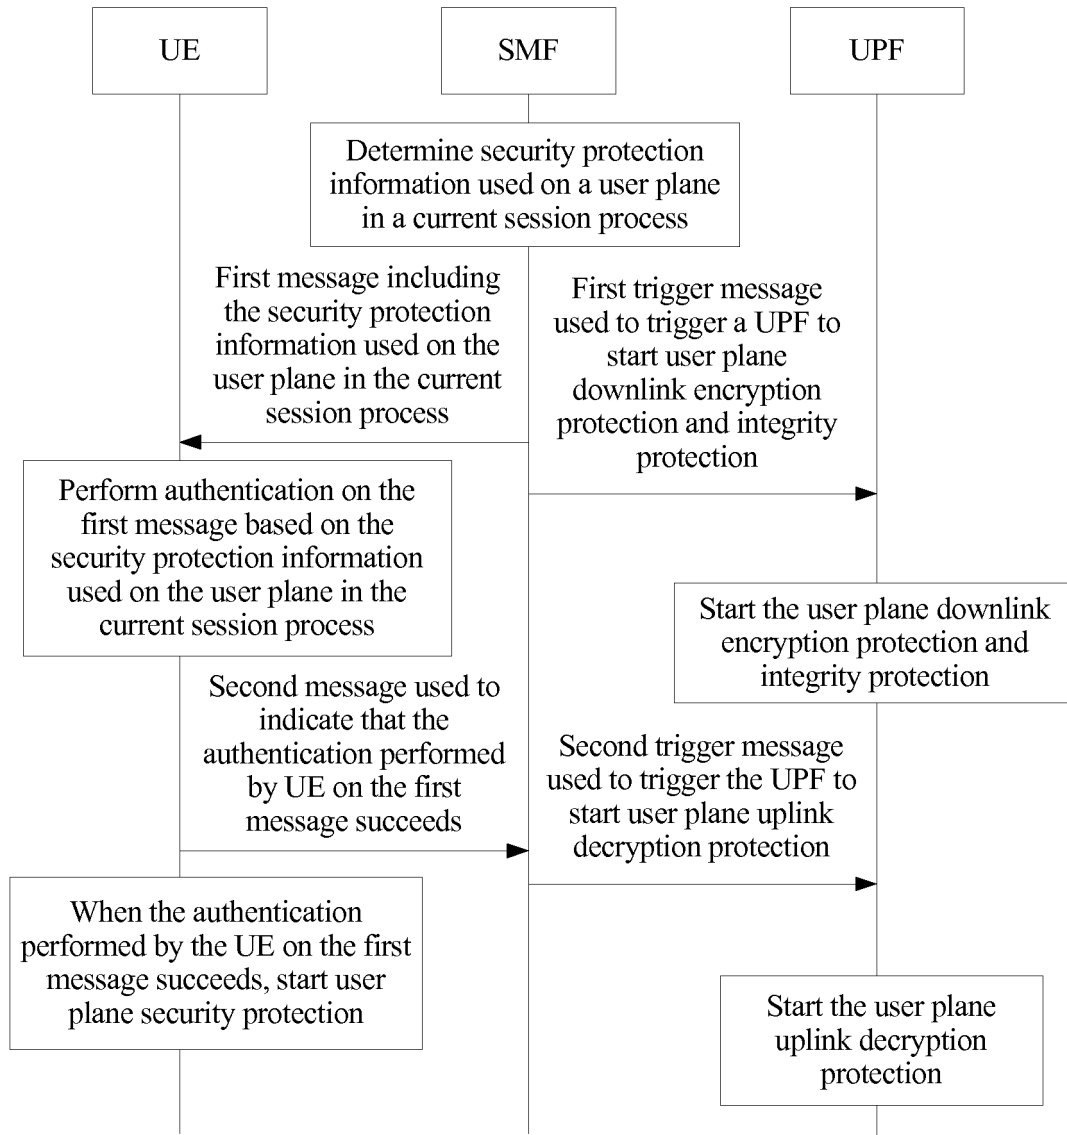 UE
SMF
UPF
Determine security protection
information used on a user plane
in a current session process
First message including
the security protection
information used on the
user plane in the current
session process
First trigger message
used to trigger a UPF to
start user plane
downlink encryption
protection and integrity
protection
Perform authentication on the
first message based on the
security protection information
used on the user plane in the
current session process
Start the user plane downlink
encryption protection and
integrity protection
Second message used to
indicate that the
authentication performed
by UE on the first
message succeeds
Second trigger message
used to trigger the UPF to
start user plane uplink
decryption protection
When the authentication
performed by the UE on the first
message succeeds, start user
plane security protection
Start the user plane
uplink decryption
protection